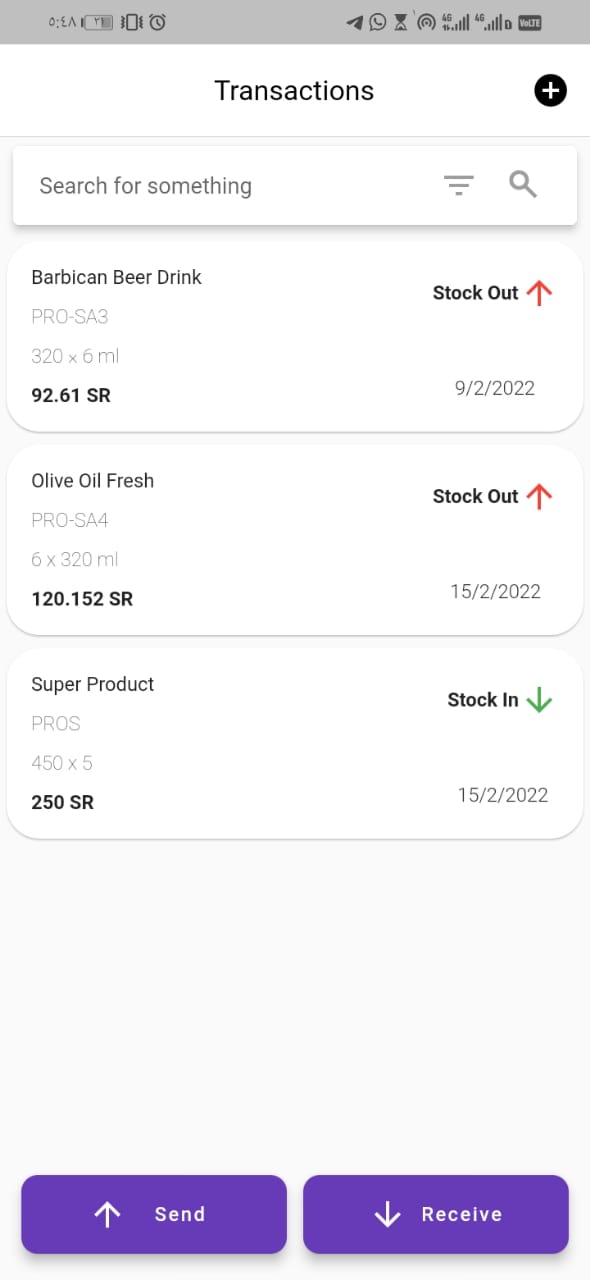 ٥:٤٨ ٢١ 4G 4G VoLTE
Transactions
Search for something
Barbican Beer Drink
Stock Out
PRO-SA3
320 × 6 ml
92.61 SR
9/2/2022
Olive Oil Fresh
Stock Out
PRO-SA4
6 x 320 ml
120.152 SR
15/2/2022
Super Product
Stock In
PROS
450 x 5
250 SR
15/2/2022
Send
Receive